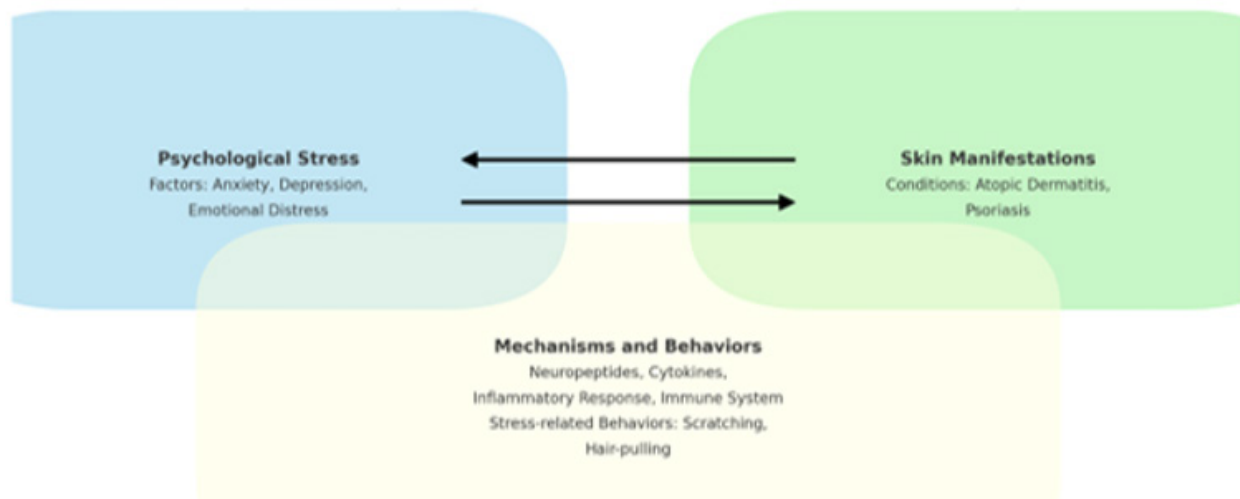 Psychological Stress
Factors: Anxiety, Depression,
Emotional Distress
Skin Manifestations
Conditions: Atopic Dermatitis,
Psoriasis
Mechanisms and Behaviors
Neuropeptides, Cytokines,
Inflammatory Response, Immune System
Stress-related Behaviors: Scratching,
Hair-pulling